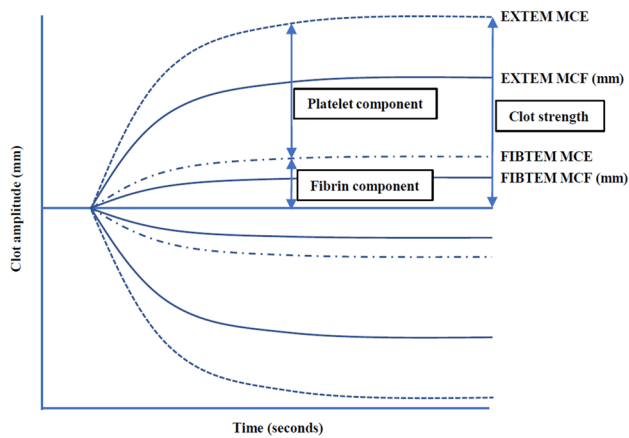 EXTEM MCE
EXTEM MCF (mm)
Platelet component
Clot strength
FIBTEM MCE
FIBTEM MCF (mm)
Fibrin component
Clot amplitude (mm)
Time (seconds)